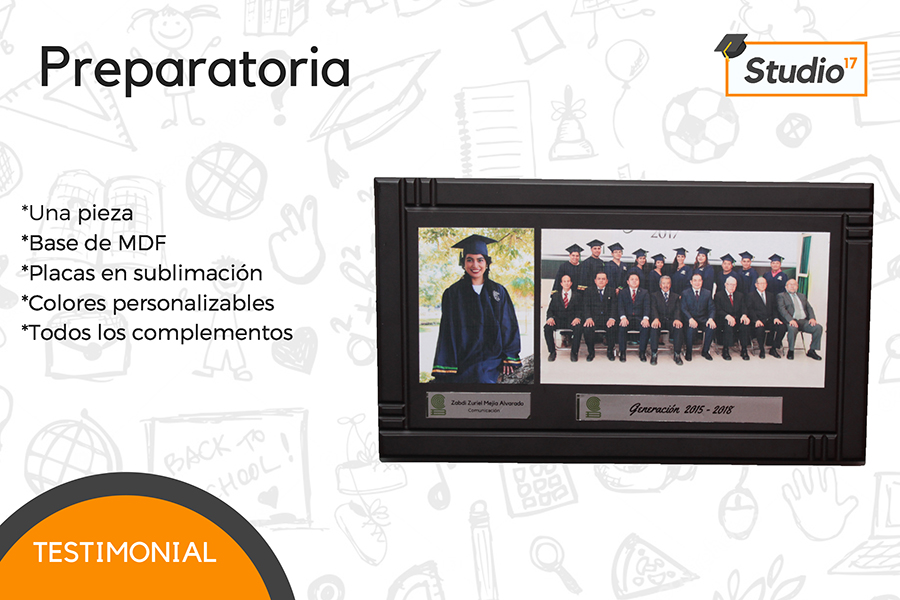 Preparatoria
Studio17
*Una pieza
*Base de MDF
*Placas en sublimación
*Colores personalizables
*Todos los complementos
2017
Zabdi Zuriel Mejia Alvarado
Comunicación
Generación 2015 - 2018
BACK TO
SCHOOL!
TESTIMONIAL